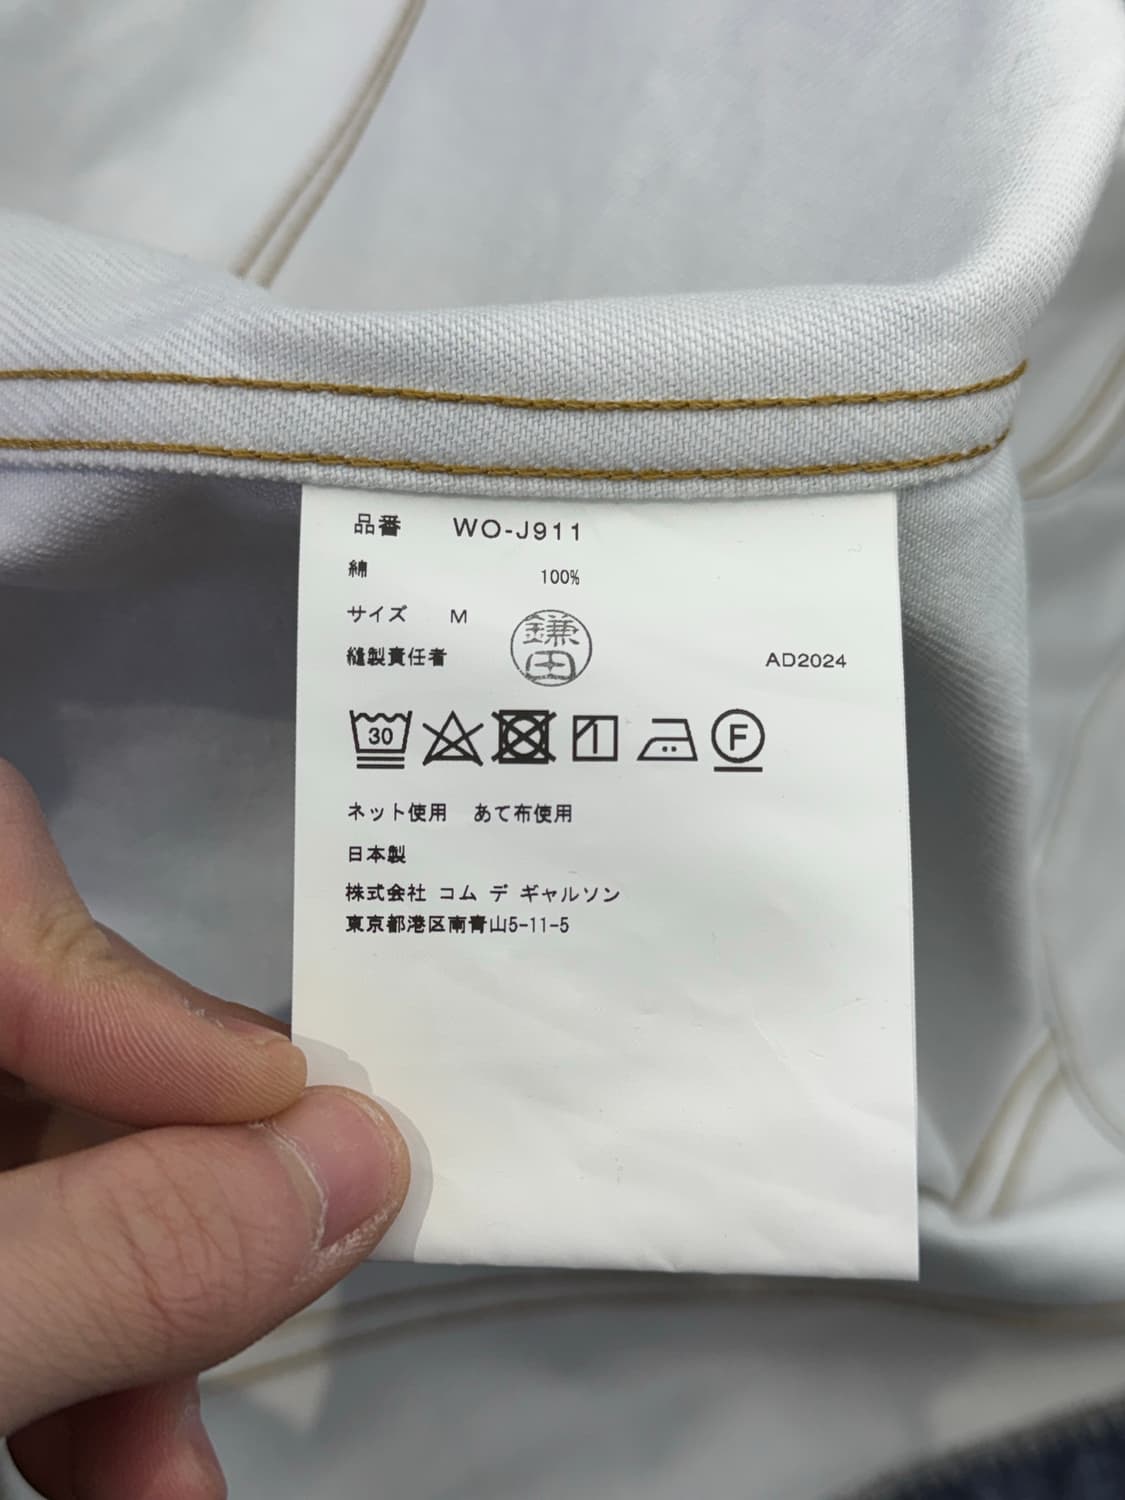 品番 WO-J911
綿 100%
サイズ M
縫製責任者 鎌田 AD2024
30 F
ネット使用 あて布使用
日本製
株式会社 コム デ ギャルソン
東京都港区南青山5-11-5